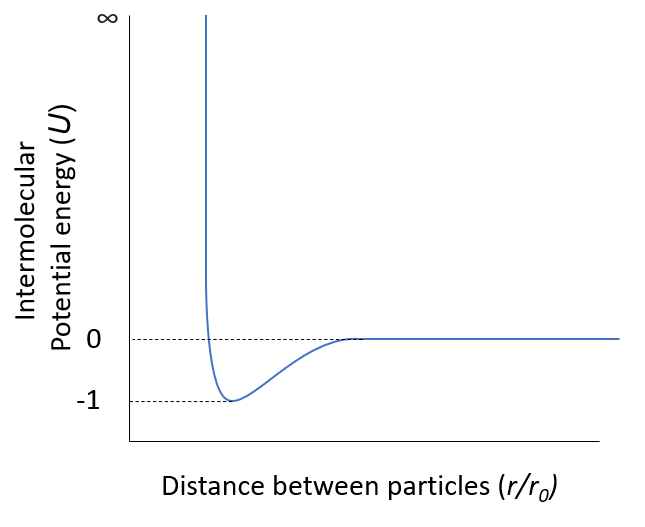 ∞
Intermolecular
Potential energy (U)
0
-1
Distance between particles (r/r₀)